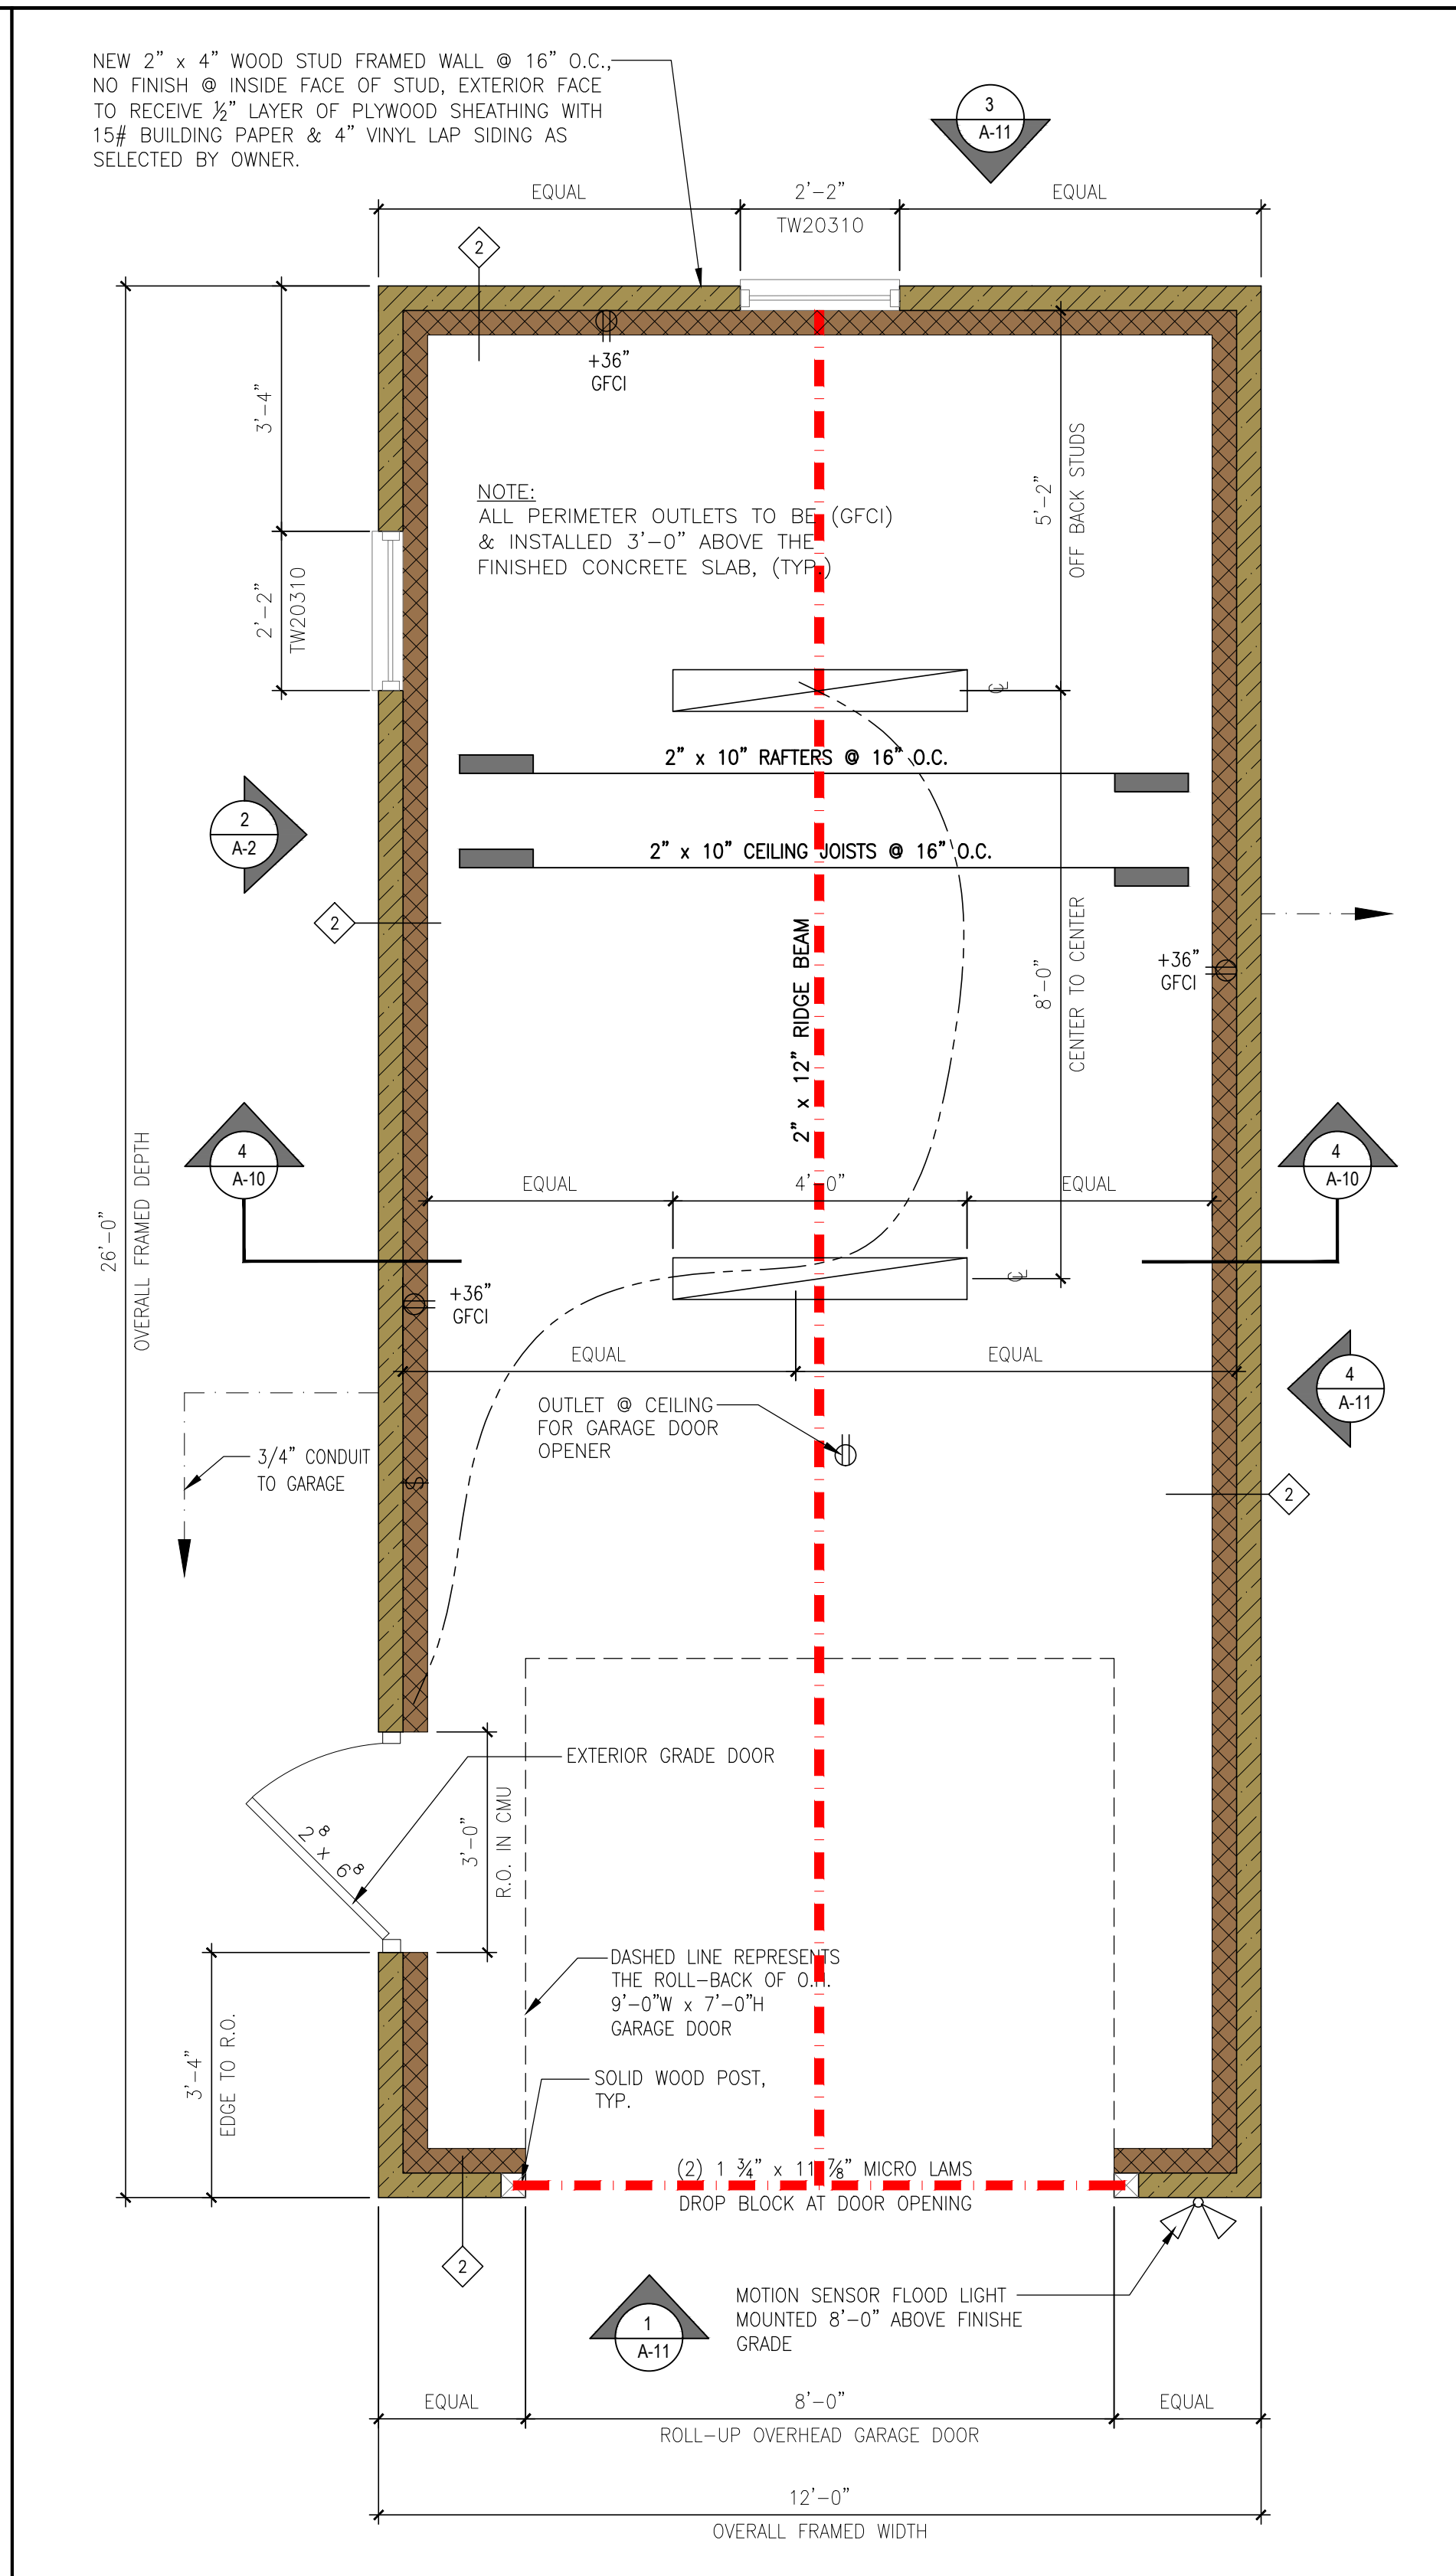 NEW 2" x 4" WOOD STUD FRAMED WALL @ 16" O.C.,
NO FINISH @ INSIDE FACE OF STUD, EXTERIOR FACE
TO RECEIVE ½" LAYER OF PLYWOOD SHEATHING WITH
15# BUILDING PAPER & 4" VINYL LAP SIDING AS
SELECTED BY OWNER.
3
A-11
EQUAL
2'-2"
EQUAL
TW20310
2
+36"
GFCI
3'-4"
NOTE:
ALL PERIMETER OUTLETS TO BE (GFCI)
& INSTALLED 3'-0" ABOVE THE
FINISHED CONCRETE SLAB, (TYP.)
5'-2"
OFF BACK STUDS
2'-2"
TW20310
CL
2" x 10" RAFTERS @ 16" O.C.
2
A-2
2" x 10" CEILING JOISTS @ 16" O.C.
2
2" x 12" RIDGE BEAM
8'-0"
CENTER TO CENTER
+36"
GFCI
4
A-10
4
A-10
EQUAL
4'-0"
EQUAL
26'-0"
OVERALL FRAMED DEPTH
CL
+36"
GFCI
EQUAL
EQUAL
4
A-11
OUTLET @ CEILING
FOR GARAGE DOOR
OPENER
3/4" CONDUIT
TO GARAGE
S
2
EXTERIOR GRADE DOOR
2⁸ x 6⁸
3'-0"
R.O. IN CMU
DASHED LINE REPRESENTS
THE ROLL-BACK OF O.H.
9'-0"W x 7'-0"H
GARAGE DOOR
3'-4"
EDGE TO R.O.
SOLID WOOD POST,
TYP.
(2) 1 ¾" x 11 ⅞" MICRO LAMS
DROP BLOCK AT DOOR OPENING
2
1
A-11
MOTION SENSOR FLOOD LIGHT
MOUNTED 8'-0" ABOVE FINISHE
GRADE
EQUAL
8'-0"
EQUAL
ROLL-UP OVERHEAD GARAGE DOOR
12'-0"
OVERALL FRAMED WIDTH